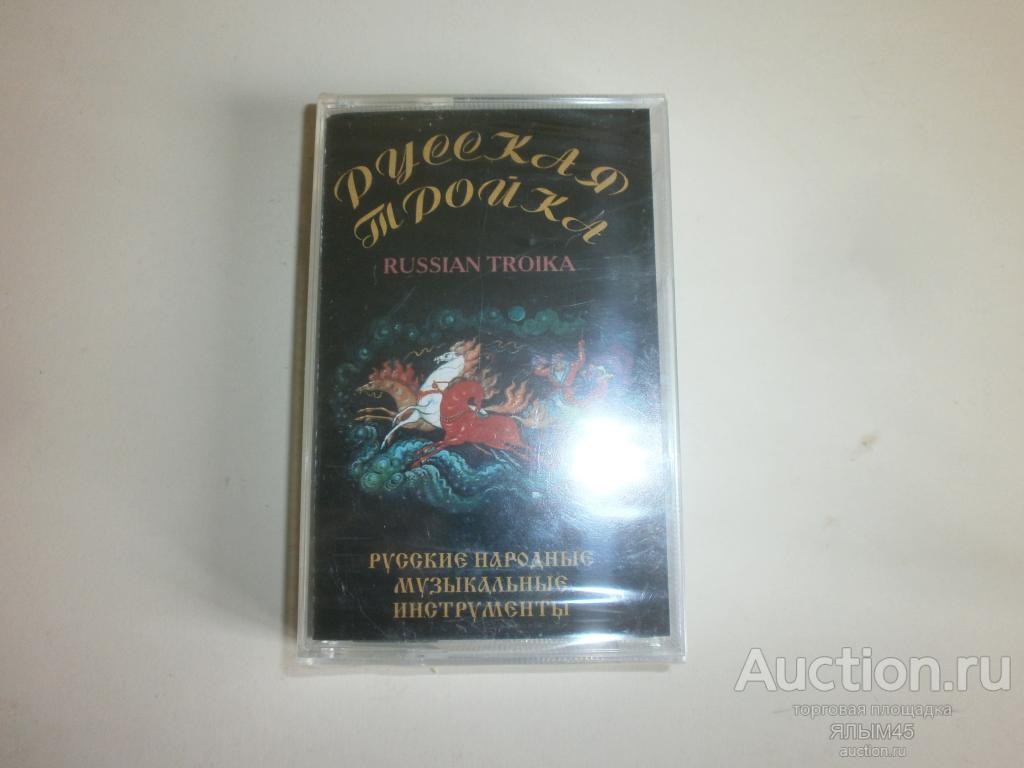 РУССКАЯ
ТРОЙКА
RUSSIAN TROIKA
РУССКИЕ НАРОДНЫЕ
МУЗЫКАЛЬНЫЕ
ИНСТРУМЕНТЫ
Auction.ru
торговая площадка
ЯЛЫМ45
auction.ru